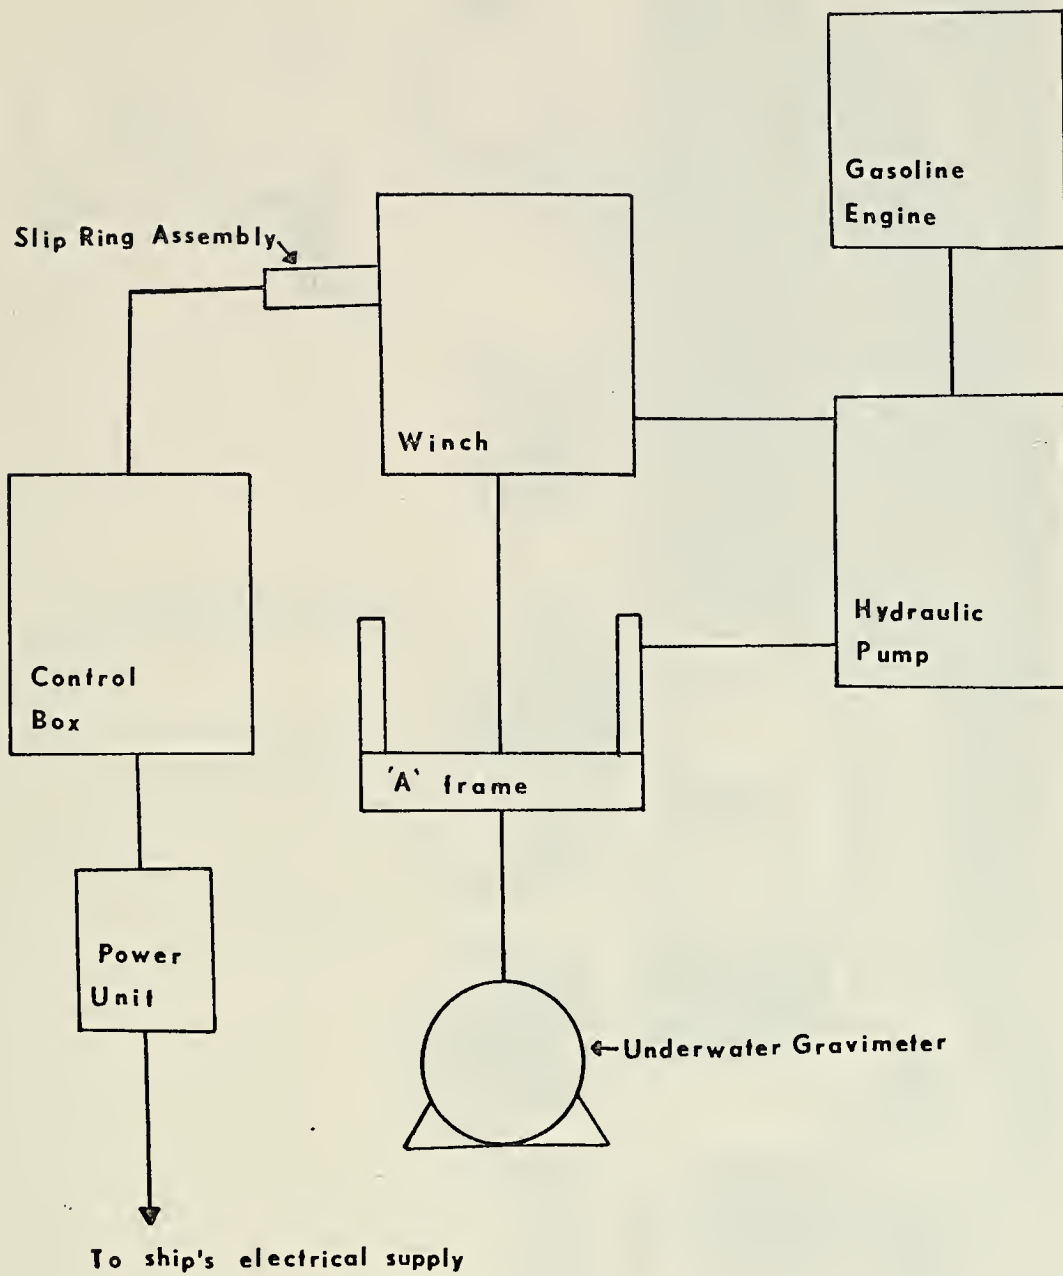 Gasoline
Engine
Slip Ring Assembly
Winch
Hydraulic
Pump
Control
Box
'A' frame
Power
Unit
Underwater Gravimeter
To ship's electrical supply